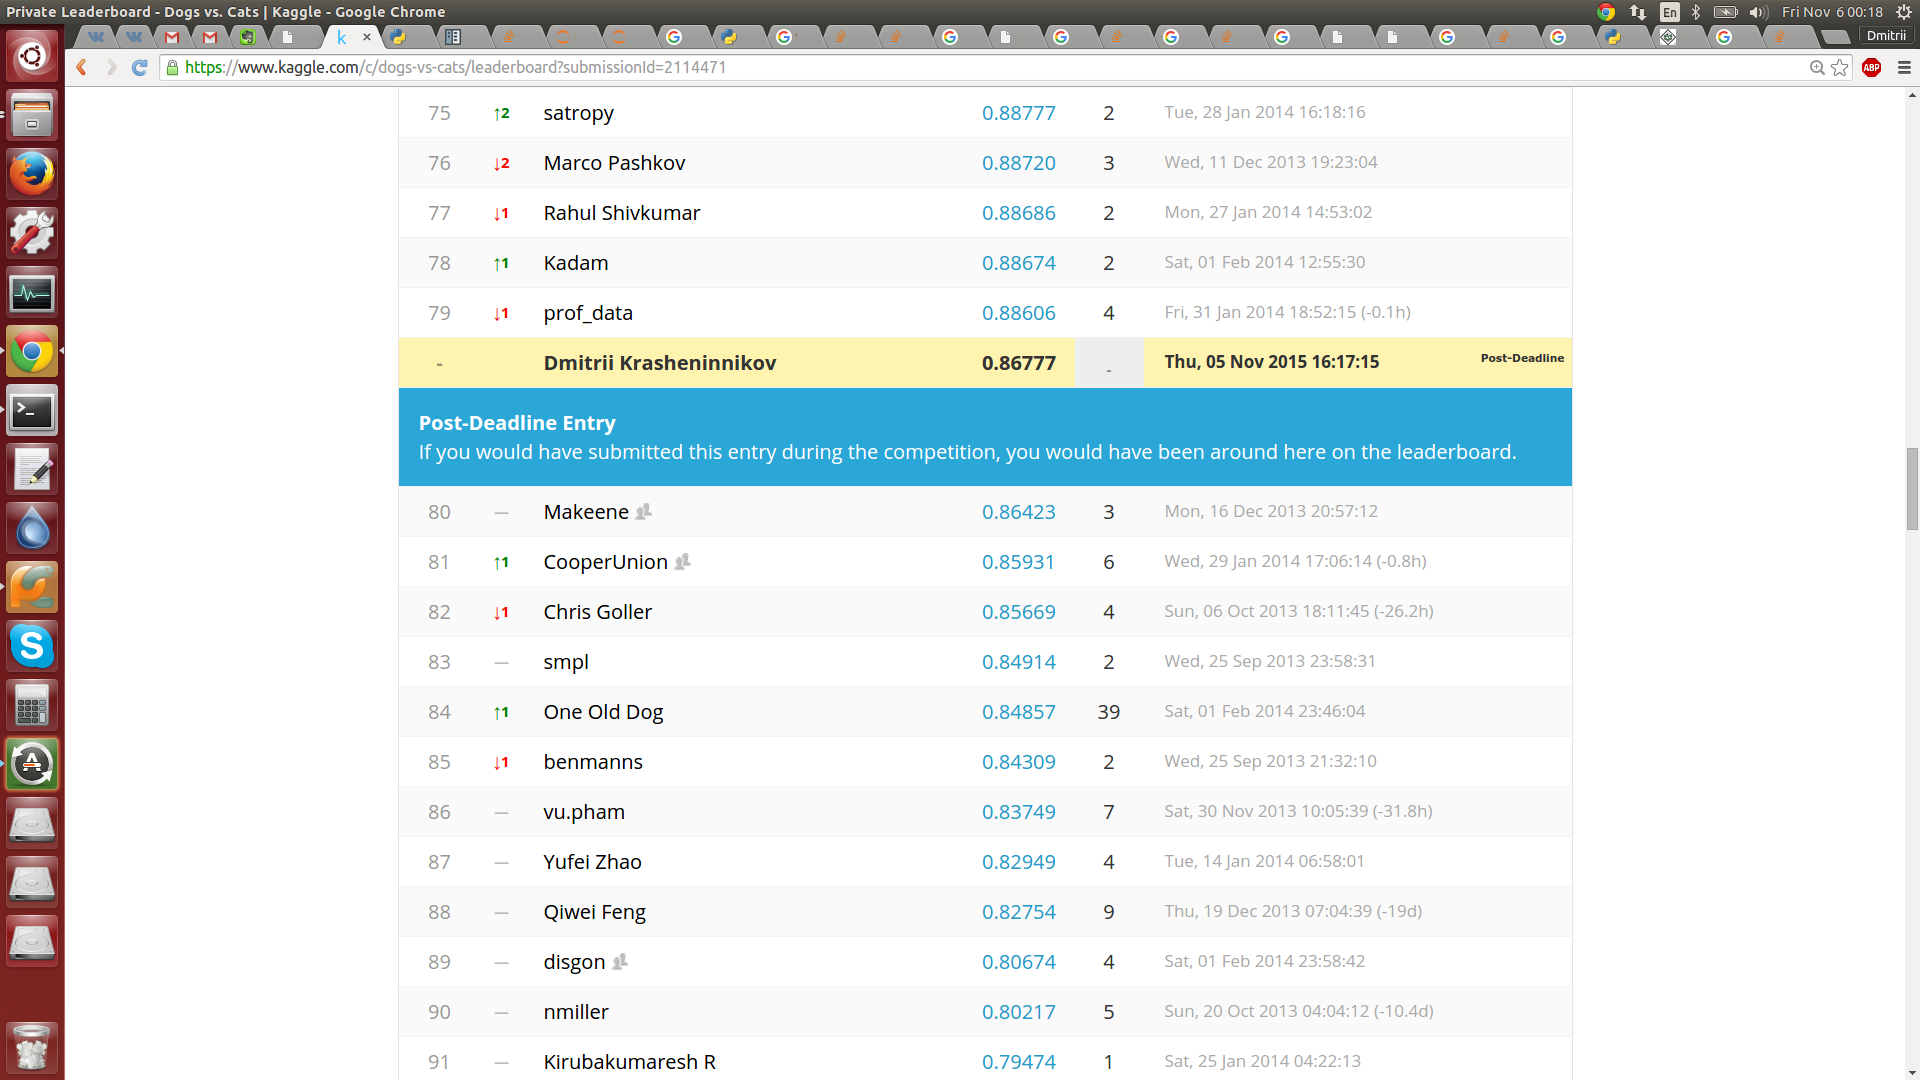 Private Leaderboard - Dogs vs. Cats | Kaggle - Google Chrome
En
Fri Nov 6 00:18
Dmitrii
https://www.kaggle.com/c/dogs-vs-cats/leaderboard?submissionId=2114471
ABP
75 ↑2 satropy 0.88777 2 Tue, 28 Jan 2014 16:18:16
76 ↓2 Marco Pashkov 0.88720 3 Wed, 11 Dec 2013 19:23:04
77 ↓1 Rahul Shivkumar 0.88686 2 Mon, 27 Jan 2014 14:53:02
78 ↑1 Kadam 0.88674 2 Sat, 01 Feb 2014 12:55:30
79 ↓1 prof_data 0.88606 4 Fri, 31 Jan 2014 18:52:15 (-0.1h)
- Dmitrii Krasheninnikov 0.86777 - Thu, 05 Nov 2015 16:17:15 Post-Deadline
Post-Deadline Entry
If you would have submitted this entry during the competition, you would have been around here on the leaderboard.
80 — Makeene 0.86423 3 Mon, 16 Dec 2013 20:57:12
81 ↑1 CooperUnion 0.85931 6 Wed, 29 Jan 2014 17:06:14 (-0.8h)
82 ↓1 Chris Goller 0.85669 4 Sun, 06 Oct 2013 18:11:45 (-26.2h)
83 — smpl 0.84914 2 Wed, 25 Sep 2013 23:58:31
84 ↑1 One Old Dog 0.84857 39 Sat, 01 Feb 2014 23:46:04
85 ↓1 benmanns 0.84309 2 Wed, 25 Sep 2013 21:32:10
86 — vu.pham 0.83749 7 Sat, 30 Nov 2013 10:05:39 (-31.8h)
87 — Yufei Zhao 0.82949 4 Tue, 14 Jan 2014 06:58:01
88 — Qiwei Feng 0.82754 9 Thu, 19 Dec 2013 07:04:39 (-19d)
89 — disgon 0.80674 4 Sat, 01 Feb 2014 23:58:42
90 — nmiller 0.80217 5 Sun, 20 Oct 2013 04:04:12 (-10.4d)
91 — Kirubakumaresh R 0.79474 1 Sat, 25 Jan 2014 04:22:13